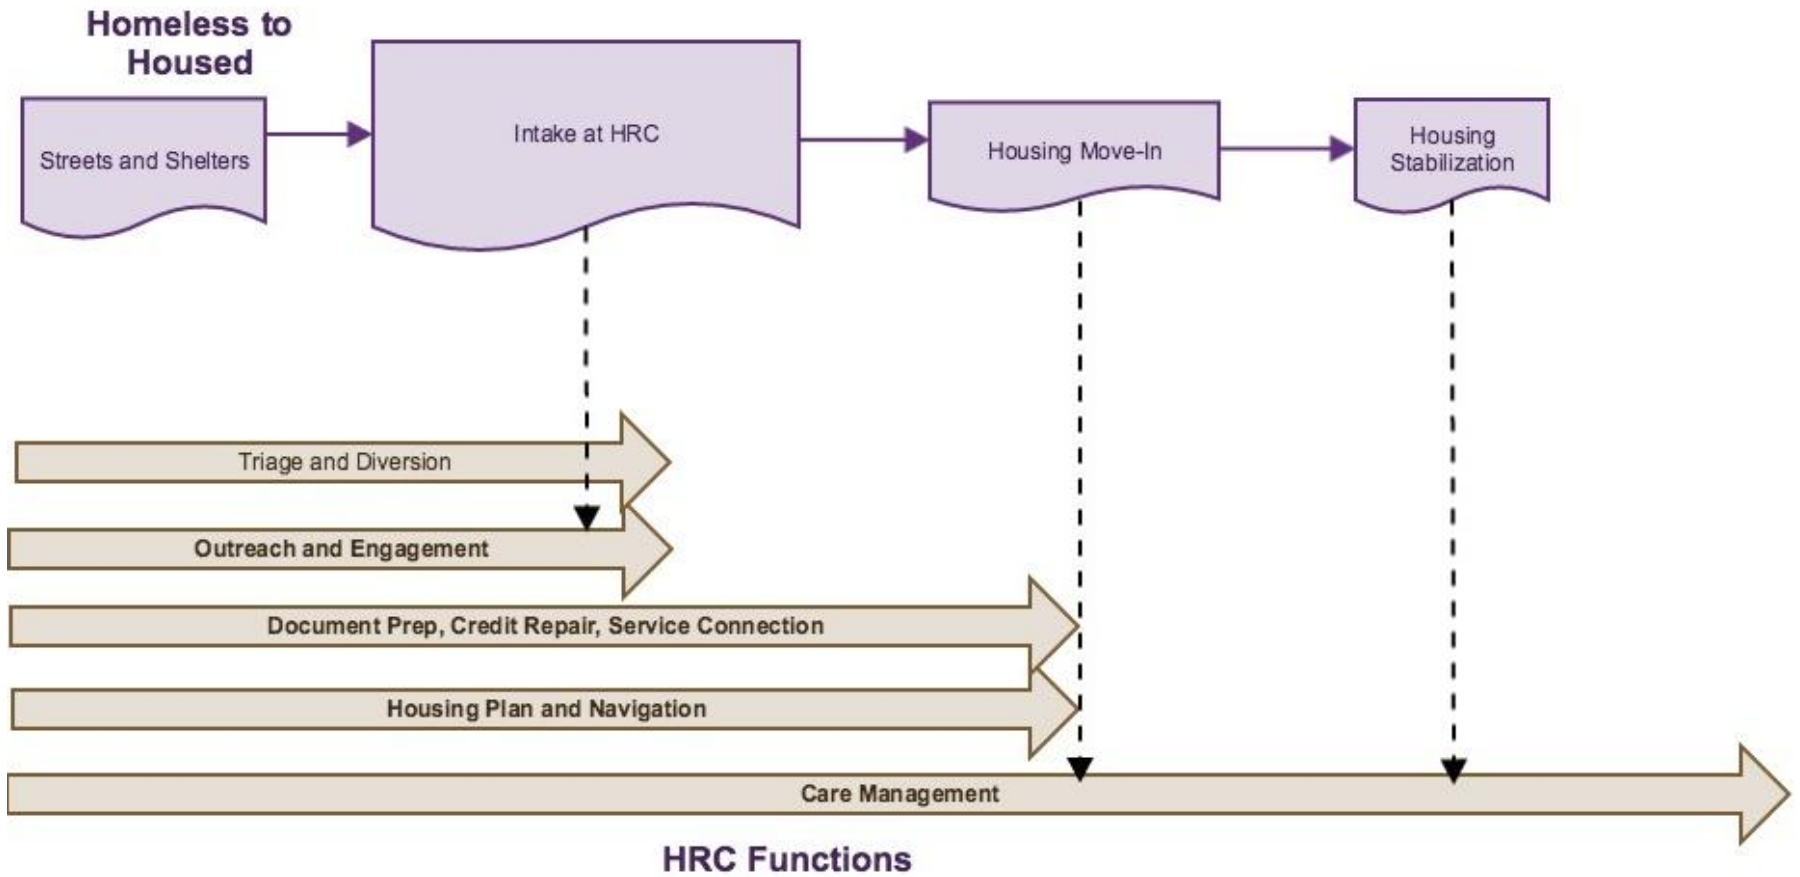 Homeless to
Housed
Streets and Shelters
Intake at HRC
Housing Move-In
Housing
Stabilization
Triage and Diversion
Outreach and Engagement
Document Prep, Credit Repair, Service Connection
Housing Plan and Navigation
Care Management
HRC Functions